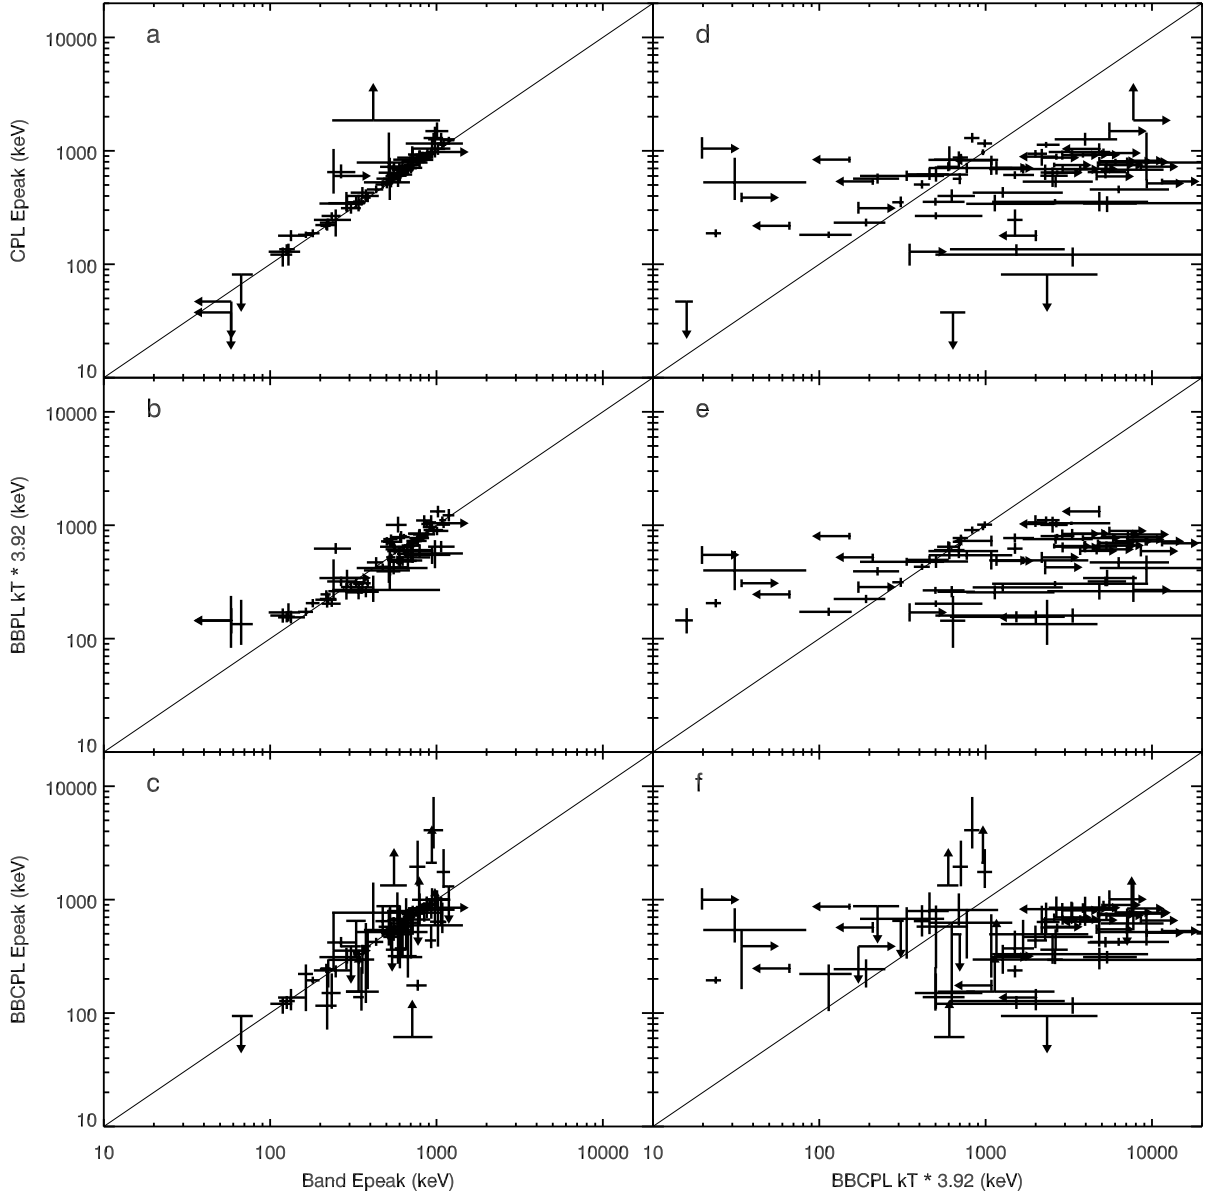 a
d
10000
1000
100
10
CPL Epeak (keV)
b
e
10000
1000
100
10
BBPL kT * 3.92 (keV)
c
f
10000
1000
100
10
BBCPL Epeak (keV)
10 100 1000 10000 10 100 1000 10000
Band Epeak (keV)
BBCPL kT * 3.92 (keV)